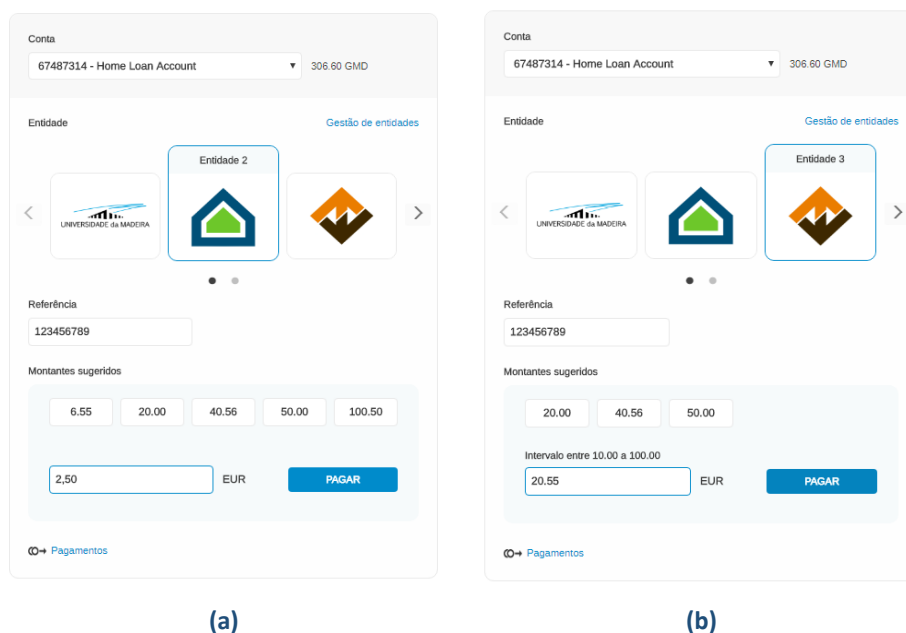 Conta
67487314 - Home Loan Account 306.60 GMD
Entidade Gestão de entidades
Entidade 2
UNIVERSIDADE da MADEIRA
Referência
123456789
Montantes sugeridos
6.55 20.00 40.56 50.00 100.50
2,50 EUR PAGAR
Pagamentos
(a)
Conta
67487314 - Home Loan Account 306.60 GMD
Entidade Gestão de entidades
Entidade 3
UNIVERSIDADE da MADEIRA
Referência
123456789
Montantes sugeridos
20.00 40.56 50.00
Intervalo entre 10.00 a 100.00
20.55 EUR PAGAR
Pagamentos
(b)